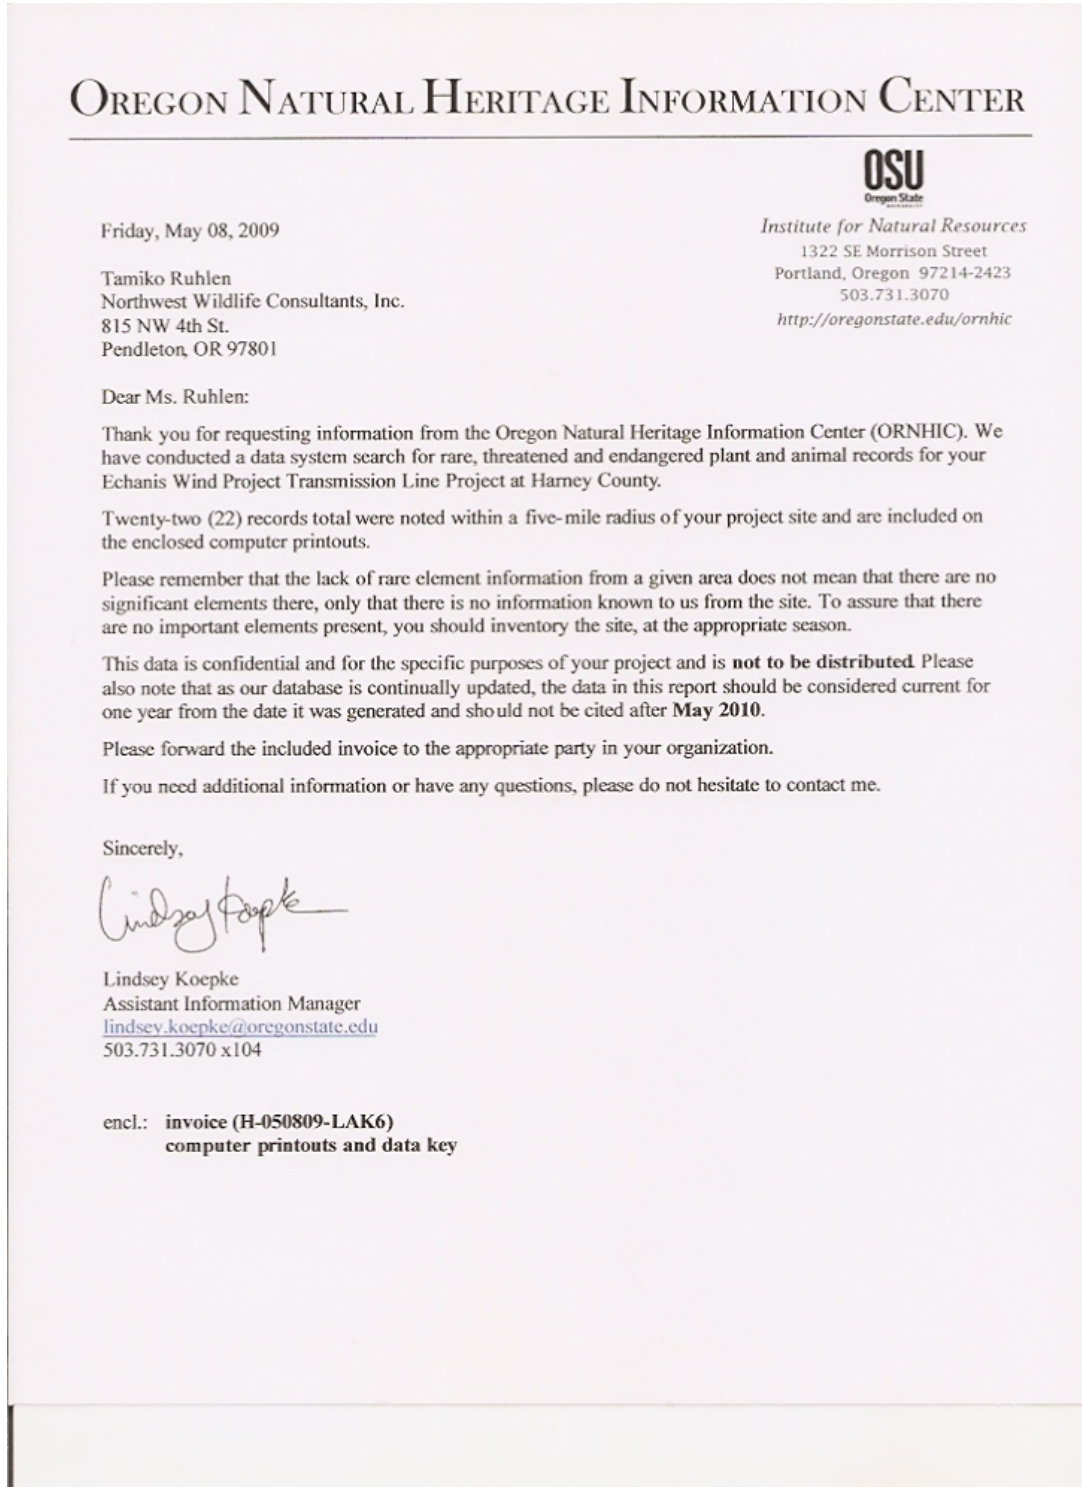 OREGON NATURAL HERITAGE INFORMATION CENTER
OSU
Oregon State
UNIVERSITY
Institute for Natural Resources
1322 SE Morrison Street
Portland, Oregon 97214-2423
503.731.3070
http://oregonstate.edu/ornhic
Friday, May 08, 2009
Tamiko Ruhlen
Northwest Wildlife Consultants, Inc.
815 NW 4th St.
Pendleton, OR 97801
Dear Ms. Ruhlen:
Thank you for requesting information from the Oregon Natural Heritage Information Center (ORNHIC). We
have conducted a data system search for rare, threatened and endangered plant and animal records for your
Echanis Wind Project Transmission Line Project at Harney County.
Twenty-two (22) records total were noted within a five-mile radius of your project site and are included on
the enclosed computer printouts.
Please remember that the lack of rare element information from a given area does not mean that there are no
significant elements there, only that there is no information known to us from the site. To assure that there
are no important elements present, you should inventory the site, at the appropriate season.
This data is confidential and for the specific purposes of your project and is not to be distributed. Please
also note that as our database is continually updated, the data in this report should be considered current for
one year from the date it was generated and should not be cited after May 2010.
Please forward the included invoice to the appropriate party in your organization.
If you need additional information or have any questions, please do not hesitate to contact me.
Sincerely,
Lindsey Koepke
Lindsey Koepke
Assistant Information Manager
lindsey.koepke@oregonstate.edu
503.731.3070 x104
encl.: invoice (H-050809-LAK6)
computer printouts and data key